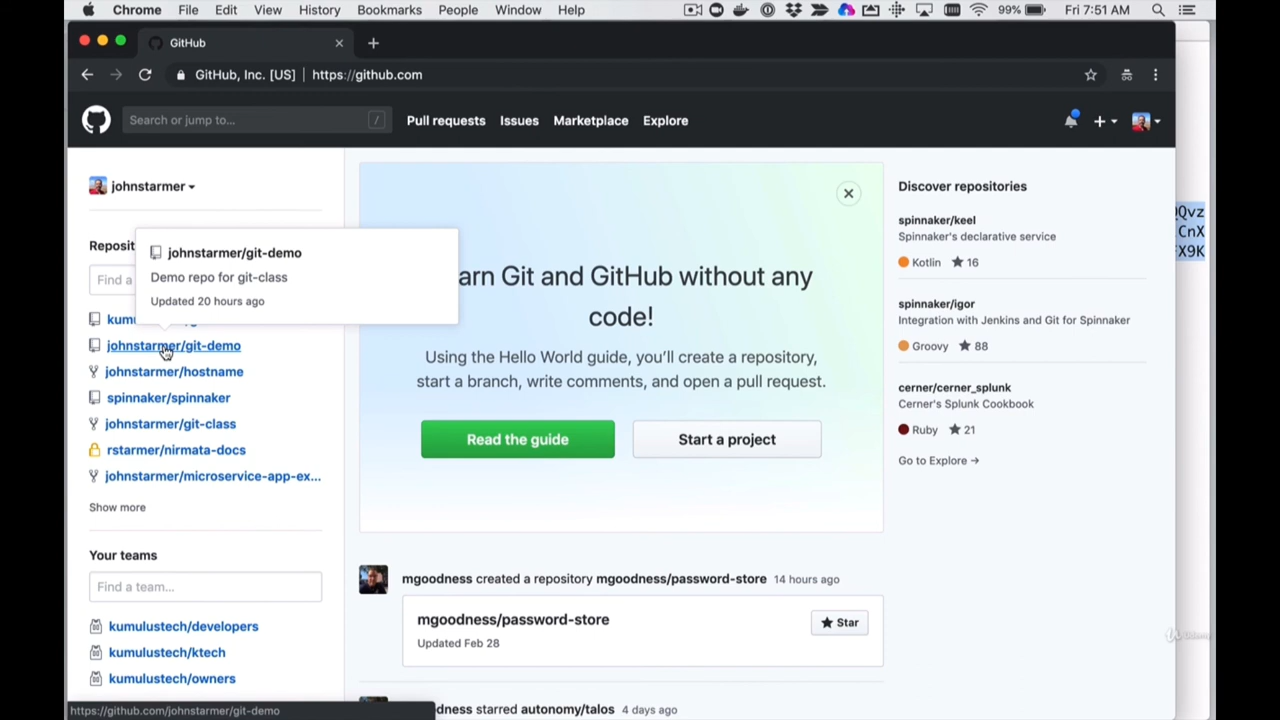 Chrome File Edit View History Bookmarks People Window Help 99% Fri 7:51 AM
GitHub
GitHub, Inc. [US] https://github.com
Search or jump to... / Pull requests Issues Marketplace Explore
johnstarmer
Reposit
Find a
kumu
johnstarmer/git-demo
Demo repo for git-class
Updated 20 hours ago
johnstarmer/git-demo
johnstarmer/hostname
spinnaker/spinnaker
johnstarmer/git-class
rstarmer/nirmata-docs
johnstarmer/microservice-app-ex...
Show more
Your teams
Find a team...
kumulustech/developers
kumulustech/ktech
kumulustech/owners
https://github.com/johnstarmer/git-demo
arn Git and GitHub without any
code!
Using the Hello World guide, you’ll create a repository,
start a branch, write comments, and open a pull request.
Read the guide Start a project
mgoodness created a repository mgoodness/password-store 14 hours ago
mgoodness/password-store
Star
Updated Feb 28
dness starred autonomy/talos 4 days ago
Discover repositories
spinnaker/keel
Spinnaker's declarative service
Kotlin 16
spinnaker/igor
Integration with Jenkins and Git for Spinnaker
Groovy 88
cerner/cerner_splunk
Cerner's Splunk Cookbook
Ruby 21
Go to Explore →
Qvz
CnX
X9K
Udemy